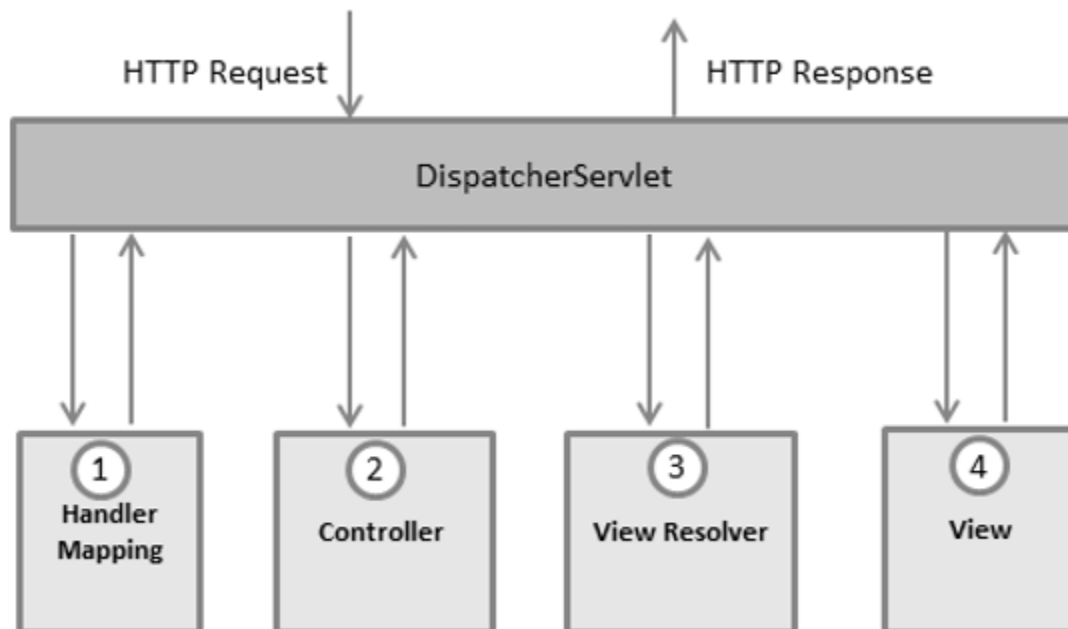 HTTP Request
HTTP Response
DispatcherServlet
1
Handler
Mapping
2
Controller
3
View Resolver
4
View